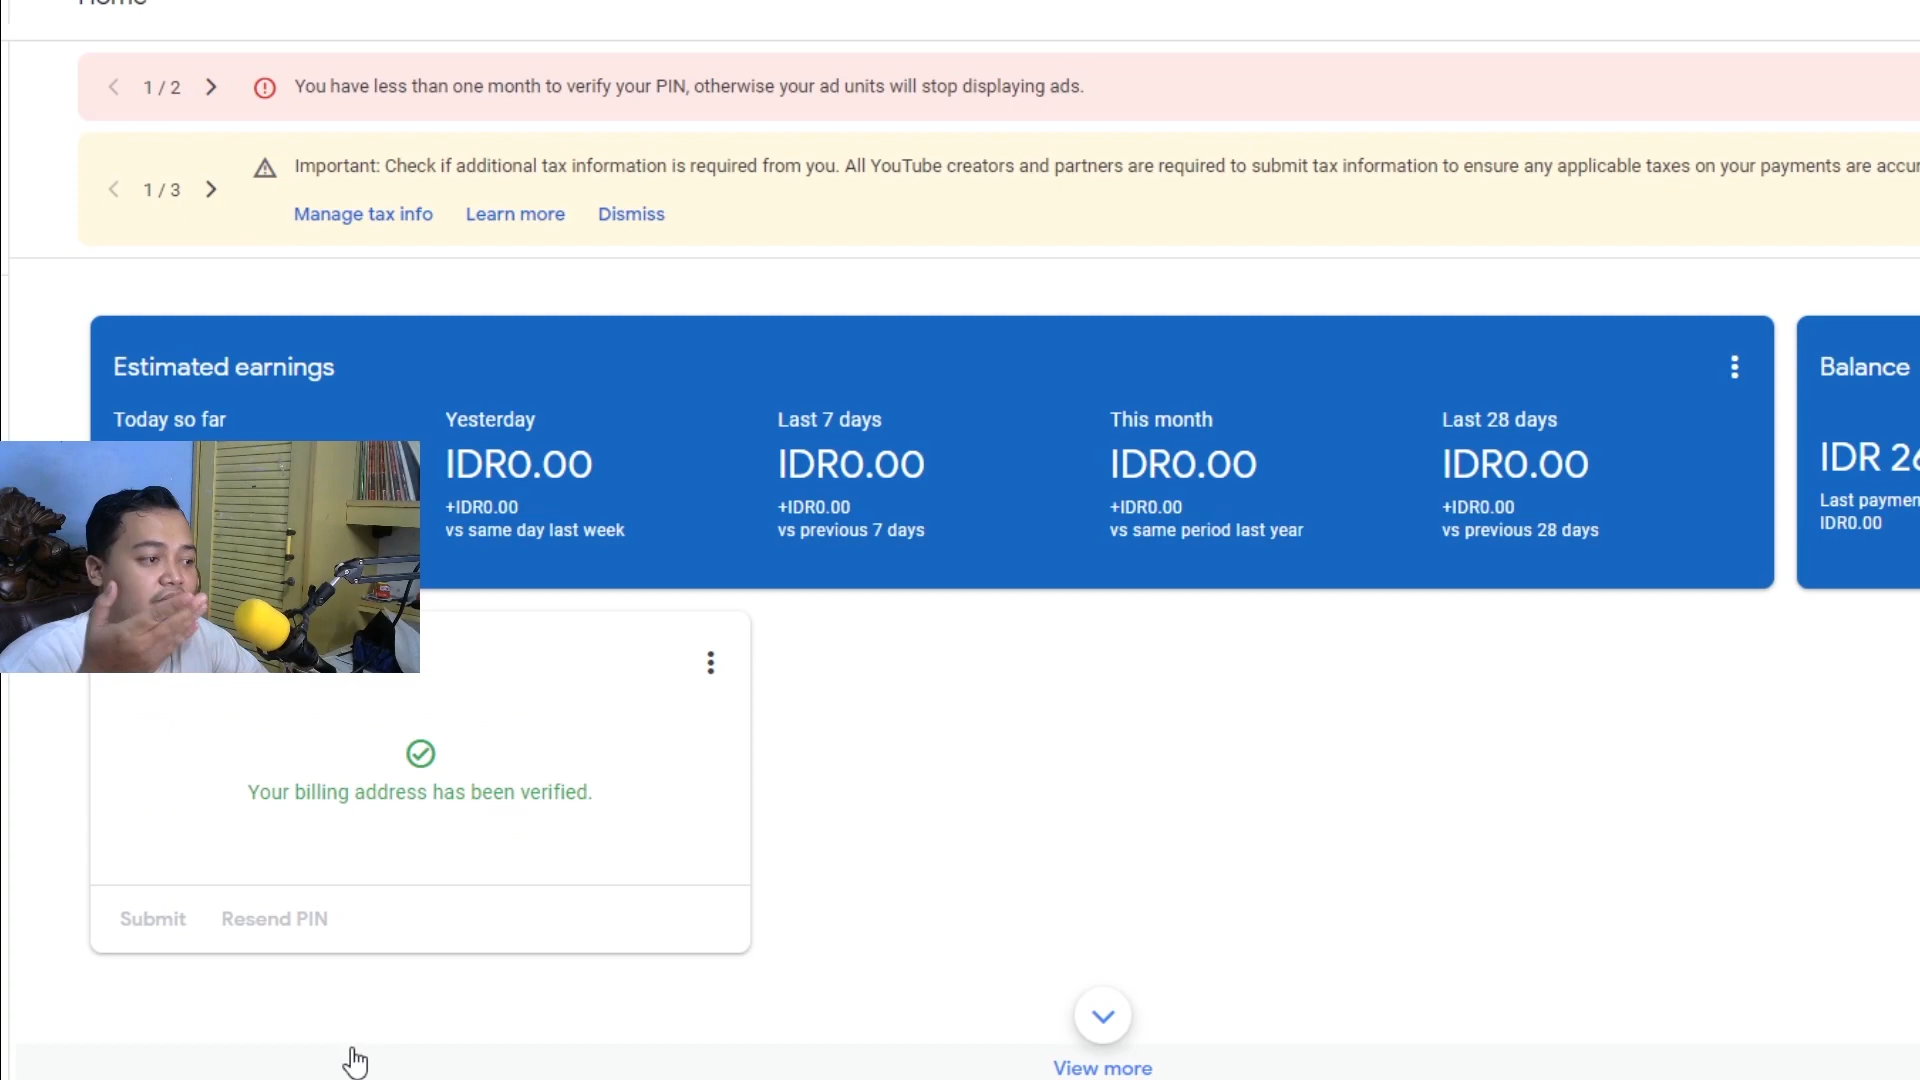 Home
1 / 2
You have less than one month to verify your PIN, otherwise your ad units will stop displaying ads.
1 / 3
Important: Check if additional tax information is required from you. All YouTube creators and partners are required to submit tax information to ensure any applicable taxes on your payments are
Manage tax info Learn more Dismiss
Estimated earnings
Today so far
Yesterday
IDR0.00
+IDR0.00
vs same day last week
Last 7 days
IDR0.00
+IDR0.00
vs previous 7 days
This month
IDR0.00
+IDR0.00
vs same period last year
Last 28 days
IDR0.00
+IDR0.00
vs previous 28 days
Balance
IDR
Last
IDR0.00
Your billing address has been verified.
Submit Resend PIN
View more